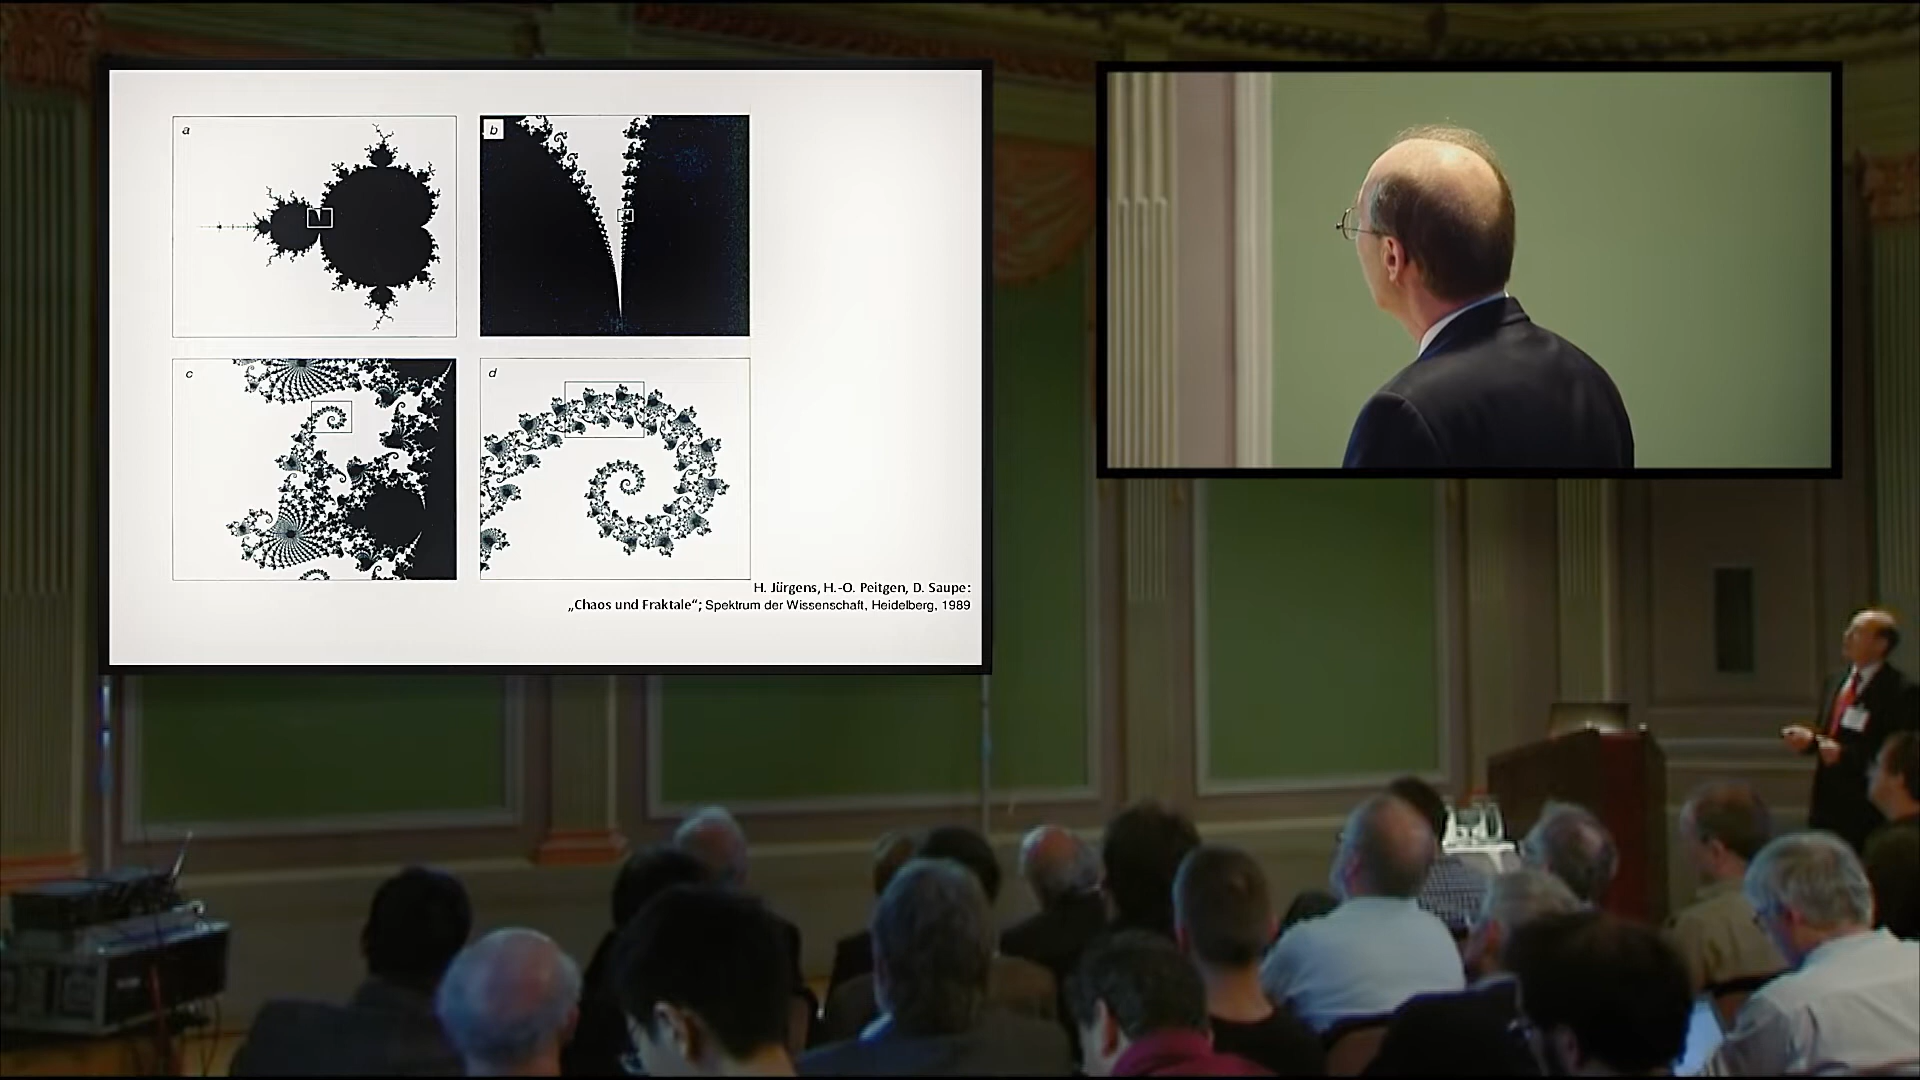 a
b
c
d
H. Jürgens, H.-O. Peitgen, D. Saupe:
„Chaos und Fraktale“; Spektrum der Wissenschaft, Heidelberg, 1989